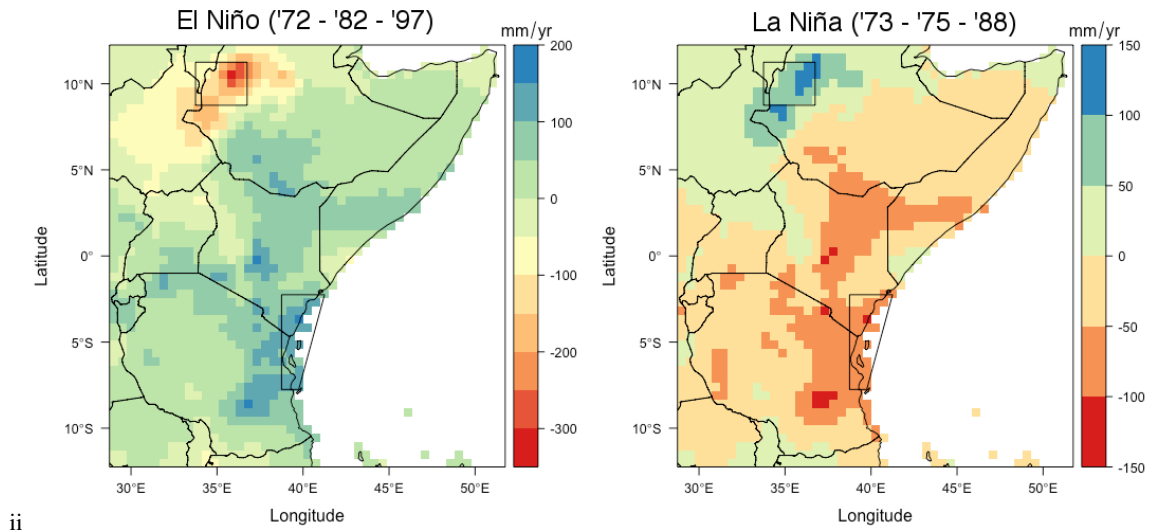 El Niño ('72 - '82 - '97)
mm/yr
200
100
0
-100
-200
-300
10°N
5°N
0°
5°S
10°S
Latitude
30°E 35°E 40°E 45°E 50°E
Longitude
La Niña ('73 - '75 - '88)
mm/yr
150
100
50
0
-50
-100
-150
10°N
5°N
0°
5°S
10°S
Latitude
30°E 35°E 40°E 45°E 50°E
Longitude
ii